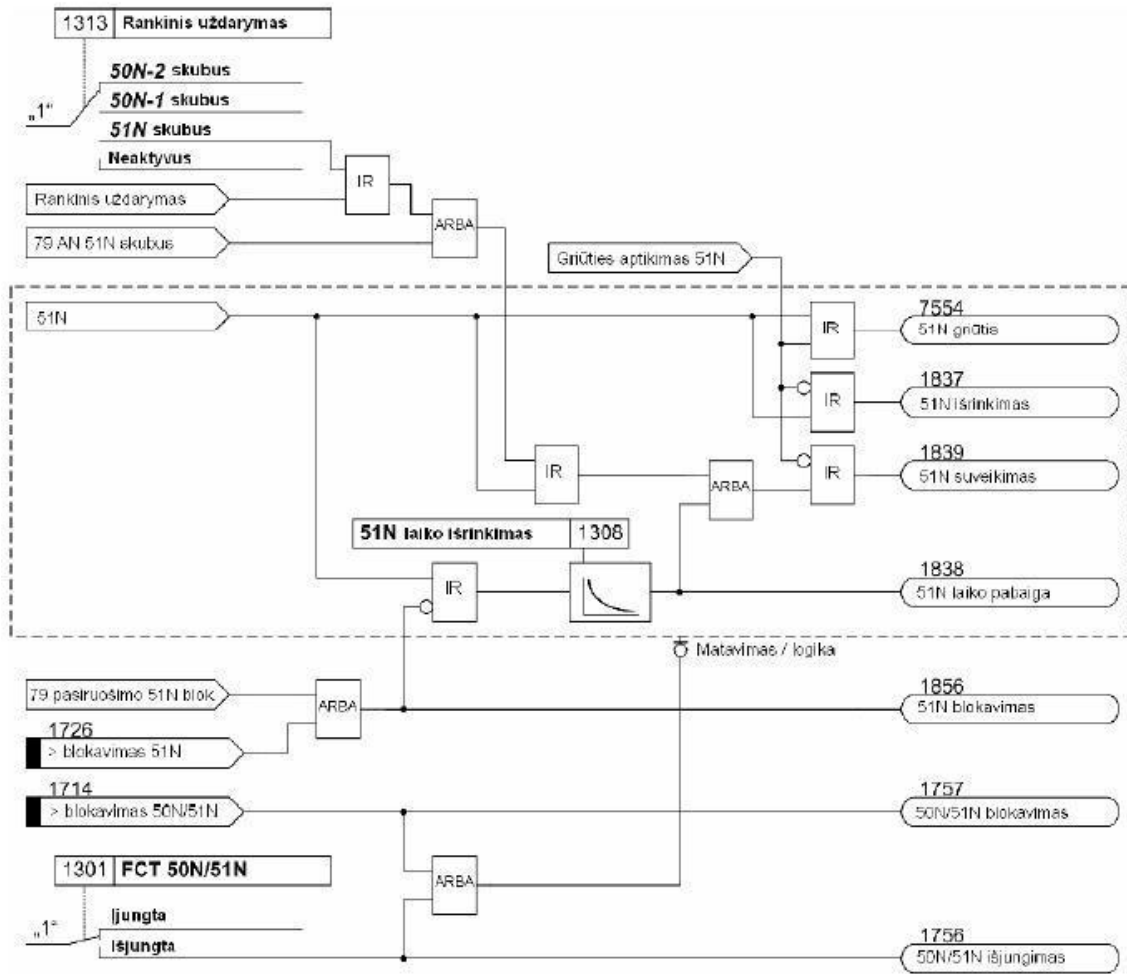 1313 Rankinis uždarymas
50N-2 skubus
50N-1 skubus
„1“
51N skubus
Neaktyvus
IR
Rankinis uždarymas
ARBA
79 AN 51N skubus
Griūties aptikimas 51N
51N
IR
7554
51N griūtis
1837
IR
51N išrinkimas
1839
IR
51N suveikimas
IR
ARBA
51N laiko išrinkimas 1308
IR
1838
51N laiko pabaiga
Matavimas / logika
79 pasiruošimo 51N blok
ARBA
1856
51N blokavimas
1726
> blokavimas 51N
1714
> blokavimas 50N/51N
1757
50N/51N blokavimas
1301 FCT 50N/51N
ARBA
Įjungta
„1“
Išjungta
1756
50N/51N išjungimas